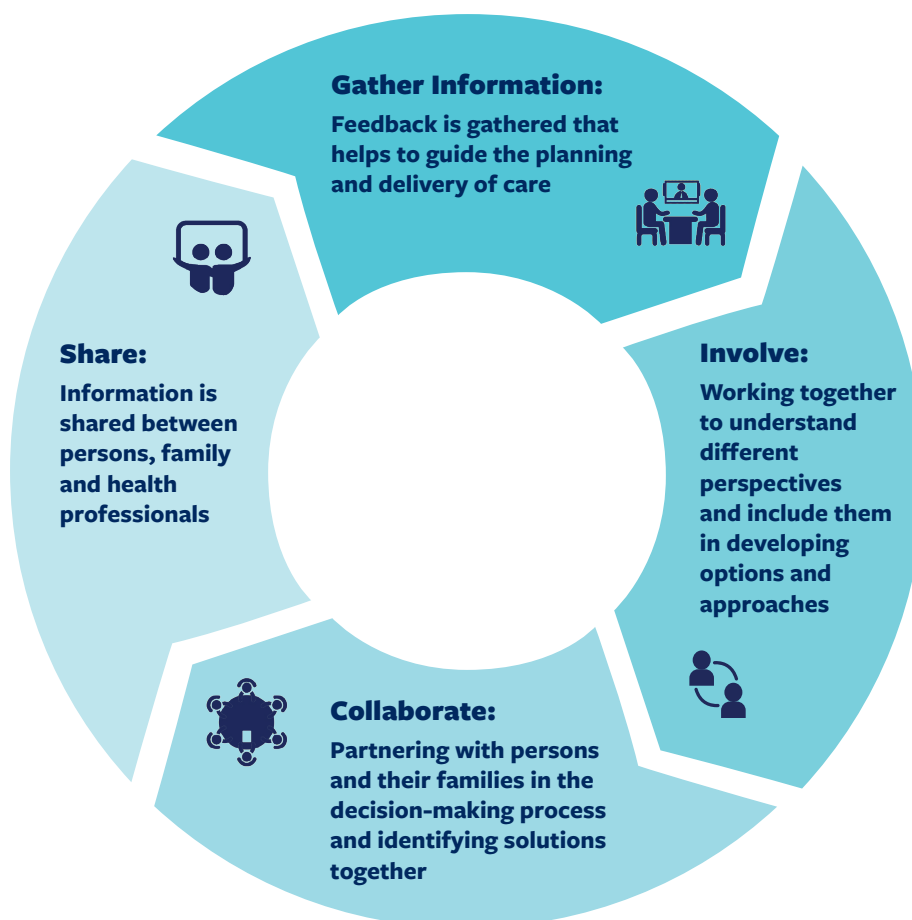 Gather Information:
Feedback is gathered that
helps to guide the planning
and delivery of care
Involve:
Working together
to understand
different
perspectives
and include them
in developing
options and
approaches
Collaborate:
Partnering with persons
and their families in the
decision-making process
and identifying solutions
together
Share:
Information is
shared between
persons, family
and health
professionals